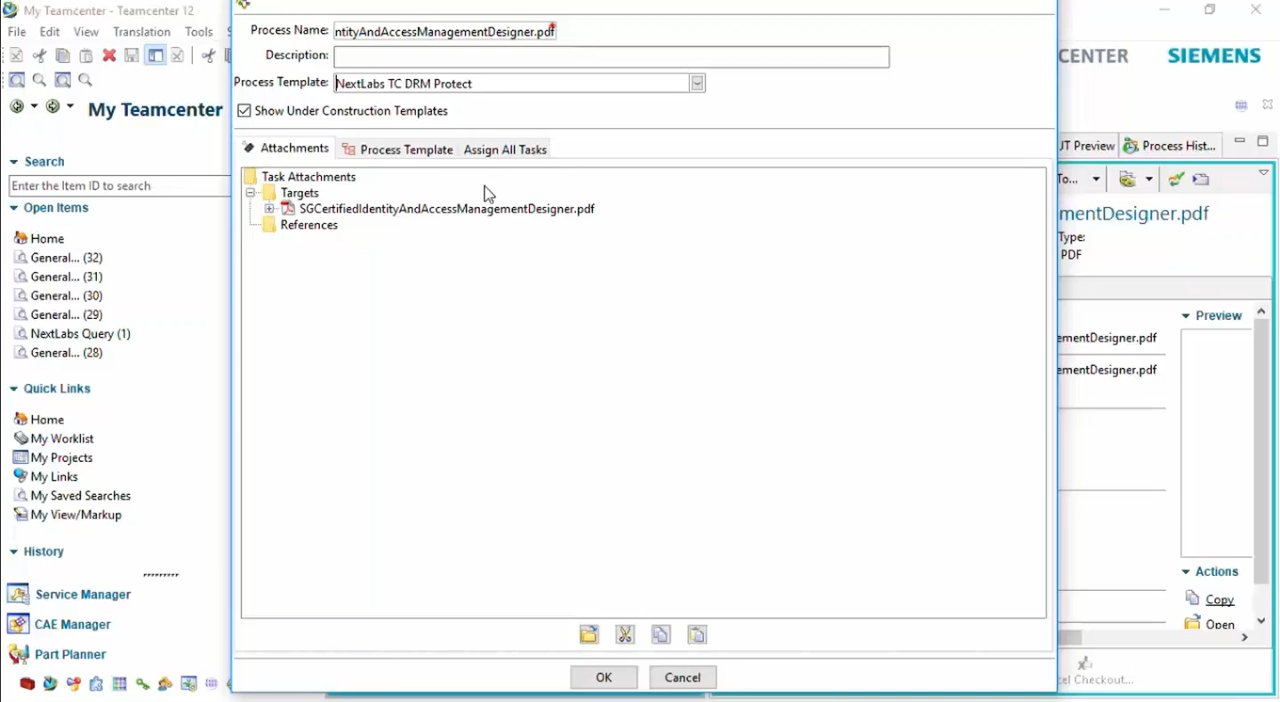 My Teamcenter - Teamcenter 12
File Edit View Translation Tools
CENTER SIEMENS
My Teamcenter
Search
Enter the Item ID to search
Open Items
Home
General... (32)
General... (31)
General... (30)
General... (29)
NextLabs Query (1)
General... (28)
Quick Links
Home
My Worklist
My Projects
My Links
My Saved Searches
My View/Markup
History
Service Manager
CAE Manager
Part Planner
Process Name: ntityAndAccessManagementDesigner.pdf
Description:
Process Template: NextLabs TC DRM Protect
Show Under Construction Templates
Attachments Process Template Assign All Tasks
Task Attachments
Targets
SGCertifiedIdentityAndAccessManagementDesigner.pdf
References
OK Cancel
JT Preview Process Hist...
To...
mentDesigner.pdf
Type:
PDF
Preview
ementDesigner.pdf
ementDesigner.pdf
Actions
Copy
Open
cel Checkout...